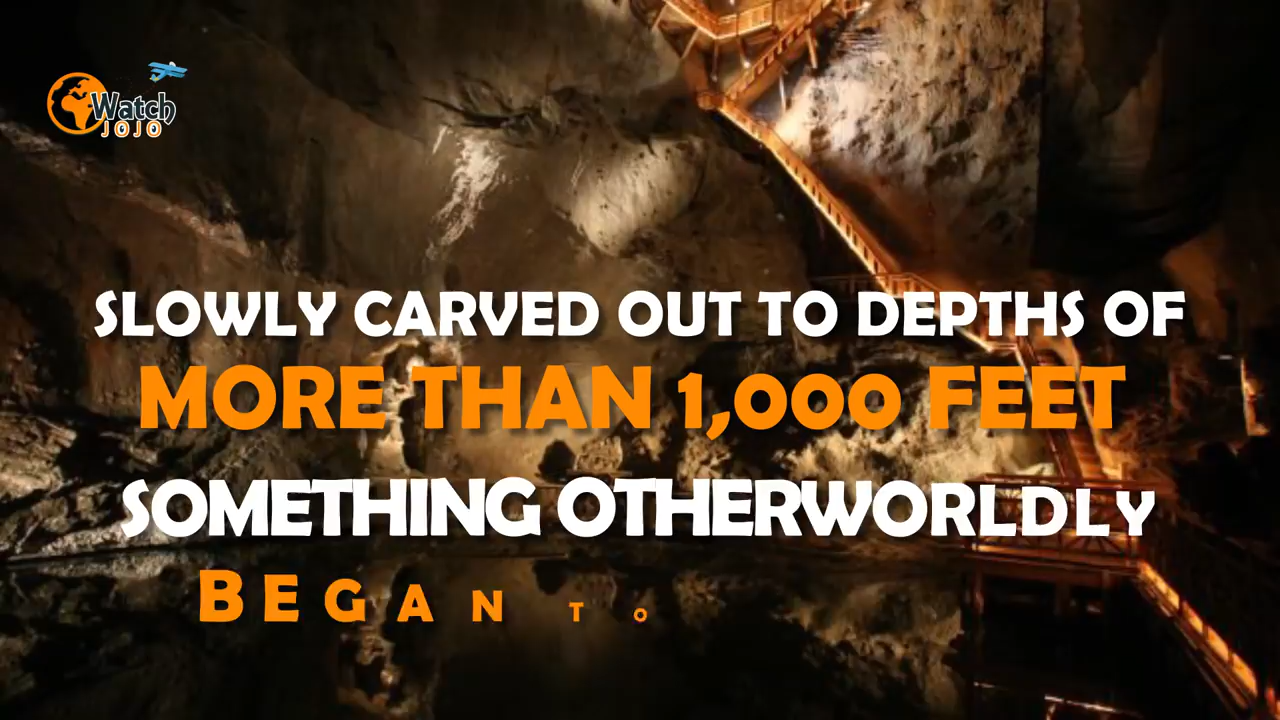 Watch
JOJO
SLOWLY CARVED OUT TO DEPTHS OF
MORE THAN 1,000 FEET
SOMETHING OTHERWORLDLY
BEGAN TO